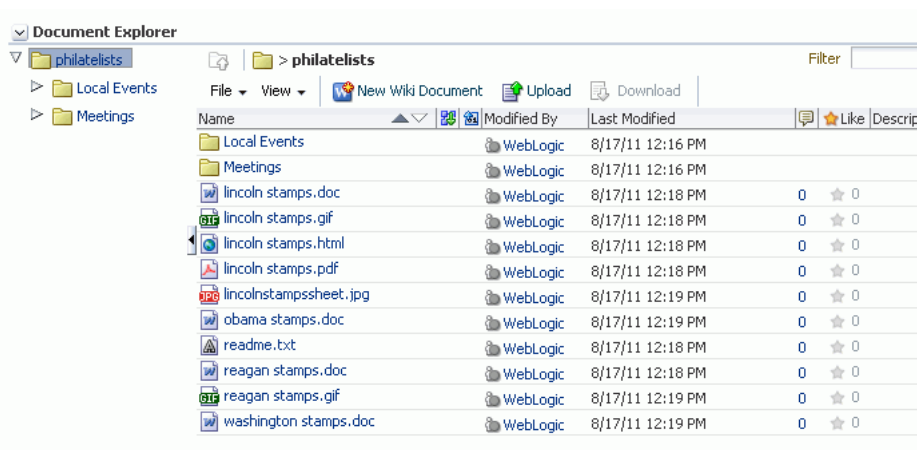 Document Explorer
philatelists
Local Events
Meetings
> philatelists
Filter
File View New Wiki Document Upload Download
Name Modified By Last Modified Like Descrip
Local Events WebLogic 8/17/11 12:16 PM
Meetings WebLogic 8/17/11 12:16 PM
lincoln stamps.doc WebLogic 8/17/11 12:18 PM 0 0
GIF lincoln stamps.gif WebLogic 8/17/11 12:18 PM 0 0
lincoln stamps.html WebLogic 8/17/11 12:18 PM 0 0
lincoln stamps.pdf WebLogic 8/17/11 12:18 PM 0 0
JPG lincolnstampssheet.jpg WebLogic 8/17/11 12:19 PM 0 0
obama stamps.doc WebLogic 8/17/11 12:19 PM 0 0
readme.txt WebLogic 8/17/11 12:18 PM 0 0
reagan stamps.doc WebLogic 8/17/11 12:18 PM 0 0
GIF reagan stamps.gif WebLogic 8/17/11 12:19 PM 0 0
washington stamps.doc WebLogic 8/17/11 12:19 PM 0 0